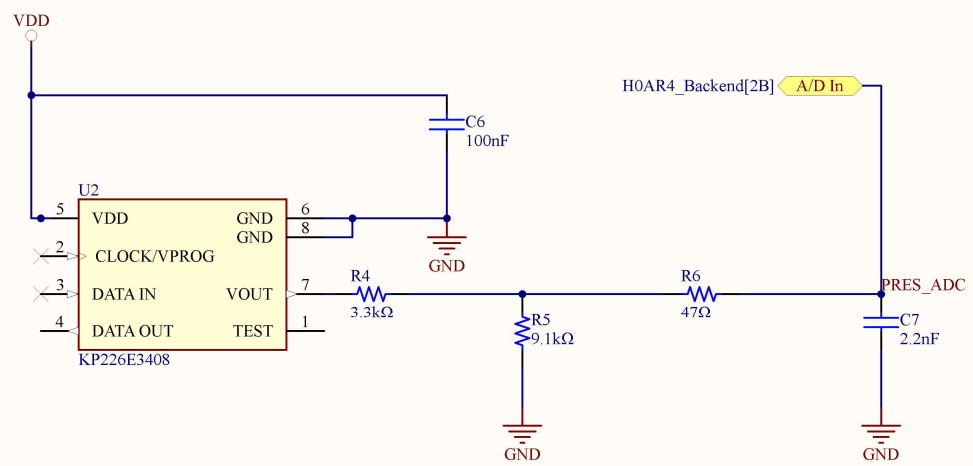 VDD
H0AR4_Backend[2B]
A/D In
C6
100nF
U2
5
VDD
GND
6
GND
8
2
CLOCK/VPROG
GND
3
DATA IN
VOUT
7
R4
3.3kΩ
R6
47Ω
PRES_ADC
4
DATA OUT
TEST
1
R5
9.1kΩ
C7
2.2nF
KP226E3408
GND
GND